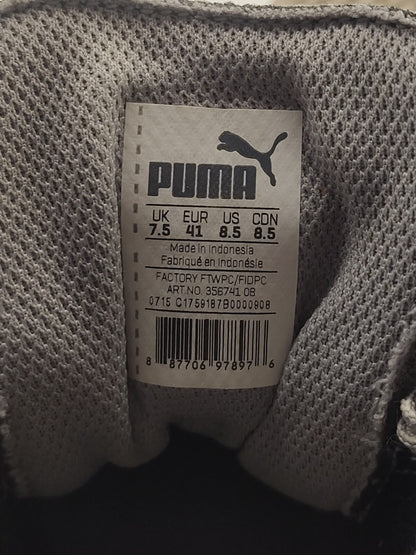 PUMA
UK EUR US CDN
7.5 41 8.5 8.5
Made in Indonesia
Fabriqué en Indonésie
FACTORY FTWPC/FIDPC
ART.NO. 356741 08
0715 C1759187B0000908
8 87706 97897 6